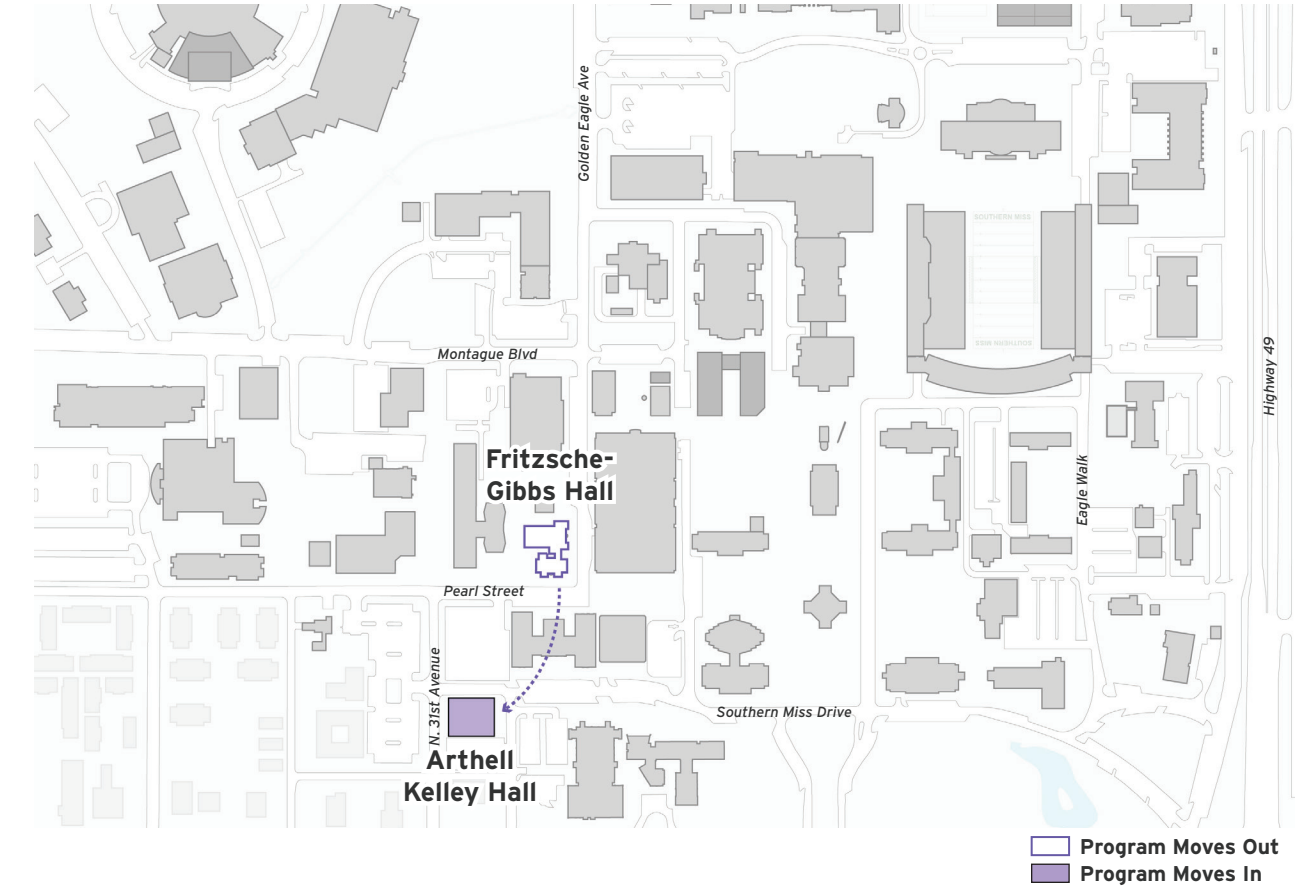 Golden Eagle Ave
SOUTHERN MISS
SOUTHERN MISS
Montague Blvd
Highway 49
Fritzsche-
Gibbs Hall
Eagle Walk
Pearl Street
N. 31st Avenue
Southern Miss Drive
Arthell
Kelley Hall
Program Moves Out
Program Moves In